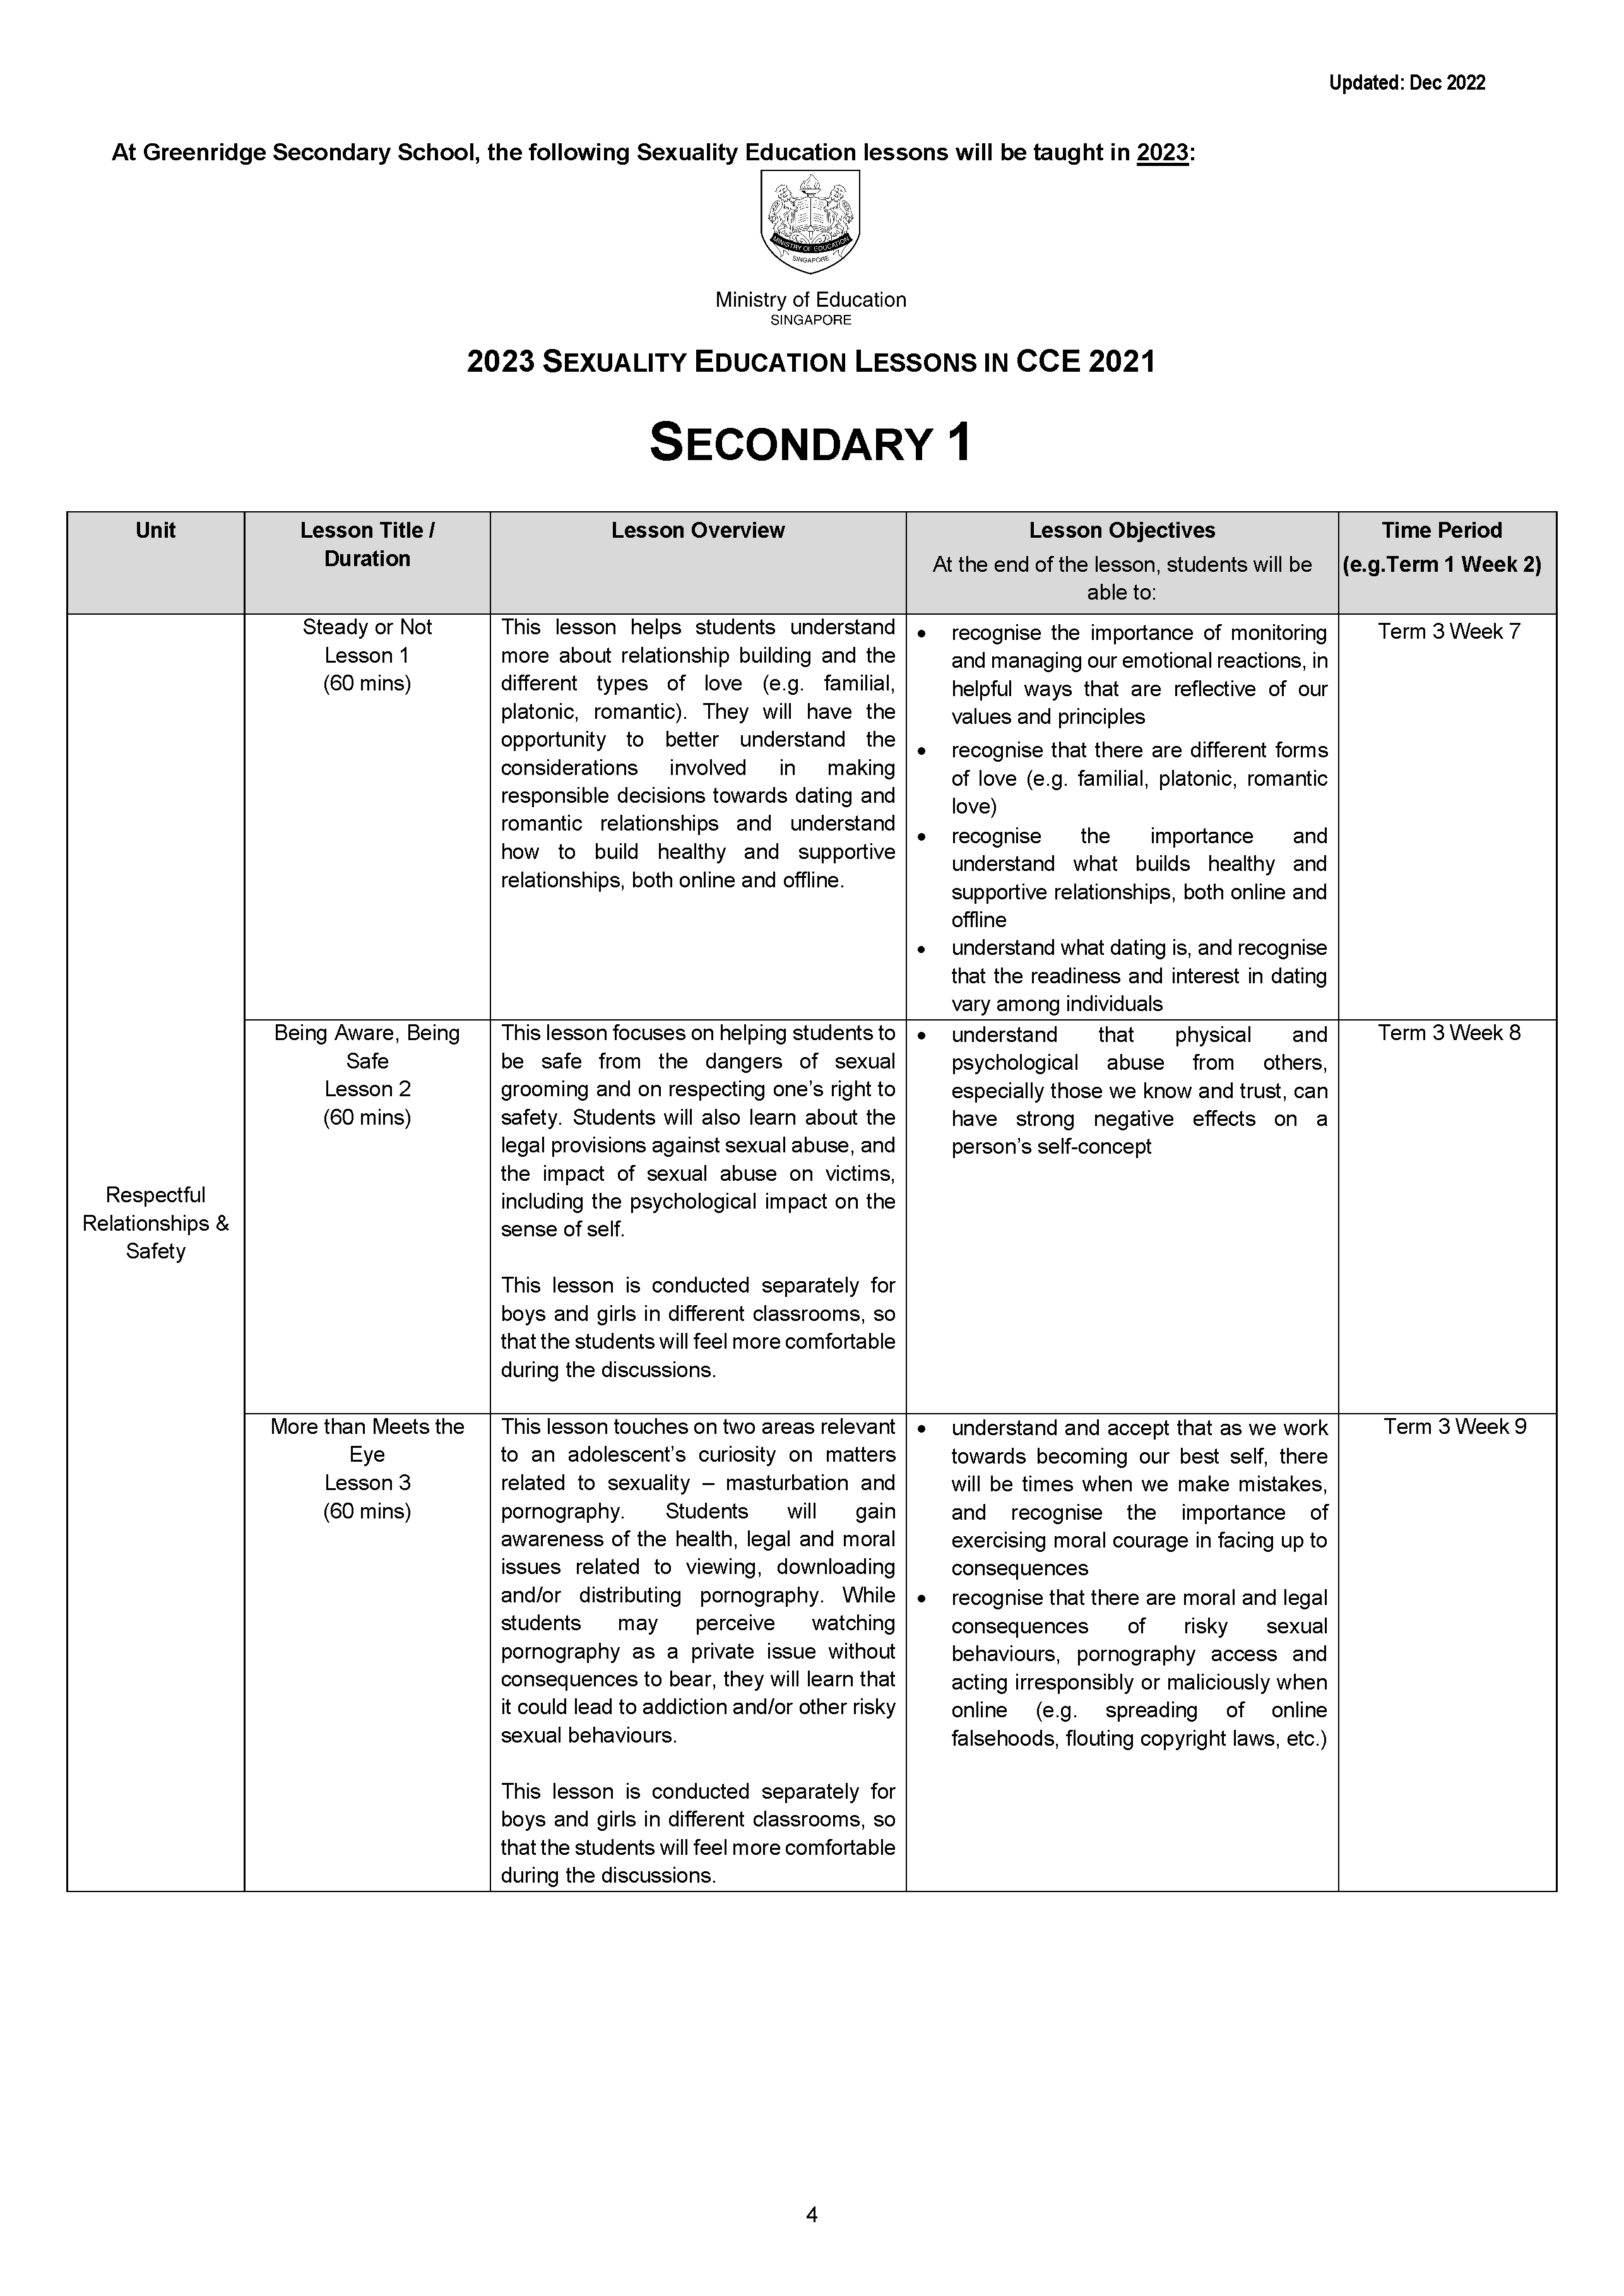 Updated: Dec 2022
At Greenridge Secondary School, the following Sexuality Education lessons will be taught in 2023:
MINISTRY OF EDUCATION
SINGAPORE
Ministry of Education
SINGAPORE
2023 SEXUALITY EDUCATION LESSONS IN CCE 2021
SECONDARY 1
Unit
Lesson Title /
Duration
Lesson Overview
Lesson Objectives
At the end of the lesson, students will be
able to:
Time Period
(e.g.Term 1 Week 2)
Respectful
Relationships &
Safety
Steady or Not
Lesson 1
(60 mins)
This lesson helps students understand
more about relationship building and the
different types of love (e.g. familial,
platonic, romantic). They will have the
opportunity to better understand the
considerations involved in making
responsible decisions towards dating and
romantic relationships and understand
how to build healthy and supportive
relationships, both online and offline.
• recognise the importance of monitoring
and managing our emotional reactions, in
helpful ways that are reflective of our
values and principles
• recognise that there are different forms
of love (e.g. familial, platonic, romantic
love)
• recognise the importance and
understand what builds healthy and
supportive relationships, both online and
offline
• understand what dating is, and recognise
that the readiness and interest in dating
vary among individuals
Term 3 Week 7
Being Aware, Being
Safe
Lesson 2
(60 mins)
This lesson focuses on helping students to
be safe from the dangers of sexual
grooming and on respecting one’s right to
safety. Students will also learn about the
legal provisions against sexual abuse, and
the impact of sexual abuse on victims,
including the psychological impact on the
sense of self.
This lesson is conducted separately for
boys and girls in different classrooms, so
that the students will feel more comfortable
during the discussions.
• understand that physical and
psychological abuse from others,
especially those we know and trust, can
have strong negative effects on a
person’s self-concept
Term 3 Week 8
More than Meets the
Eye
Lesson 3
(60 mins)
This lesson touches on two areas relevant
to an adolescent’s curiosity on matters
related to sexuality – masturbation and
pornography. Students will gain
awareness of the health, legal and moral
issues related to viewing, downloading
and/or distributing pornography. While
students may perceive watching
pornography as a private issue without
consequences to bear, they will learn that
it could lead to addiction and/or other risky
sexual behaviours.
This lesson is conducted separately for
boys and girls in different classrooms, so
that the students will feel more comfortable
during the discussions.
• understand and accept that as we work
towards becoming our best self, there
will be times when we make mistakes,
and recognise the importance of
exercising moral courage in facing up to
consequences
• recognise that there are moral and legal
consequences of risky sexual
behaviours, pornography access and
acting irresponsibly or maliciously when
online (e.g. spreading of online
falsehoods, flouting copyright laws, etc.)
Term 3 Week 9
4